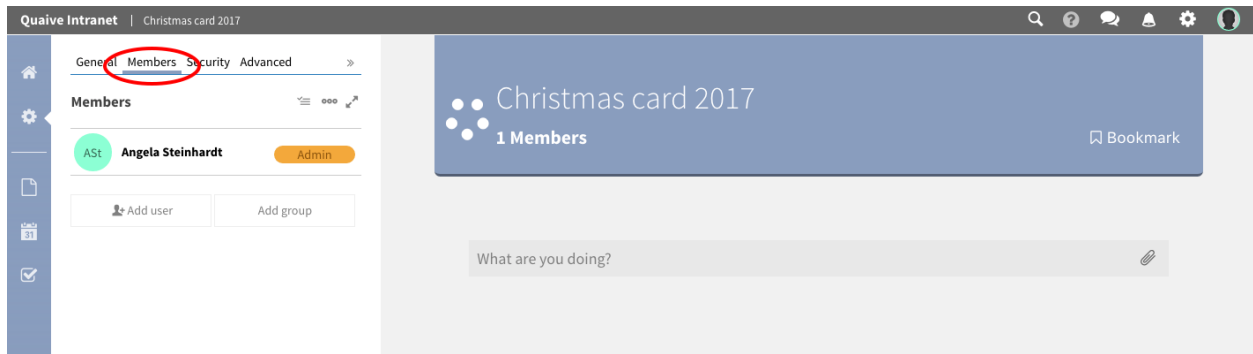 Quaive Intranet | Christmas card 2017
General Members Security Advanced »
Members
ASt Angela Steinhardt Admin
Add user Add group
31
Christmas card 2017
1 Members
Bookmark
What are you doing?